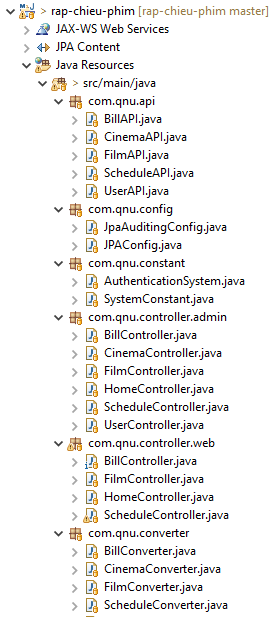 > rap-chieu-phim [rap-chieu-phim master]
JAX-WS Web Services
JPA Content
Java Resources
> src/main/java
com.qnu.api
BillAPI.java
CinemaAPI.java
FilmAPI.java
ScheduleAPI.java
UserAPI.java
com.qnu.config
JpaAuditingConfig.java
JPAConfig.java
com.qnu.constant
AuthenticationSystem.java
SystemConstant.java
com.qnu.controller.admin
BillController.java
CinemaController.java
FilmController.java
HomeController.java
ScheduleController.java
UserController.java
com.qnu.controller.web
BillController.java
FilmController.java
HomeController.java
ScheduleController.java
com.qnu.converter
BillConverter.java
CinemaConverter.java
FilmConverter.java
ScheduleConverter.java